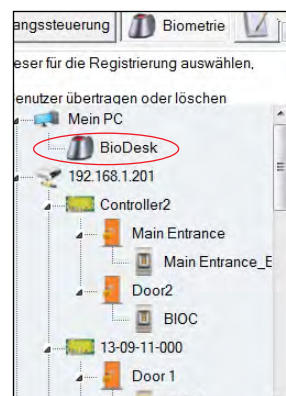 angssteuerung Biometrie
eser für die Registrierung auswählen,
enutzer übertragen oder löschen
Mein PC
BioDesk
192.168.1.201
Controller2
Main Entrance
Main Entrance_E
Door2
BIOC
13-09-11-000
Door 1